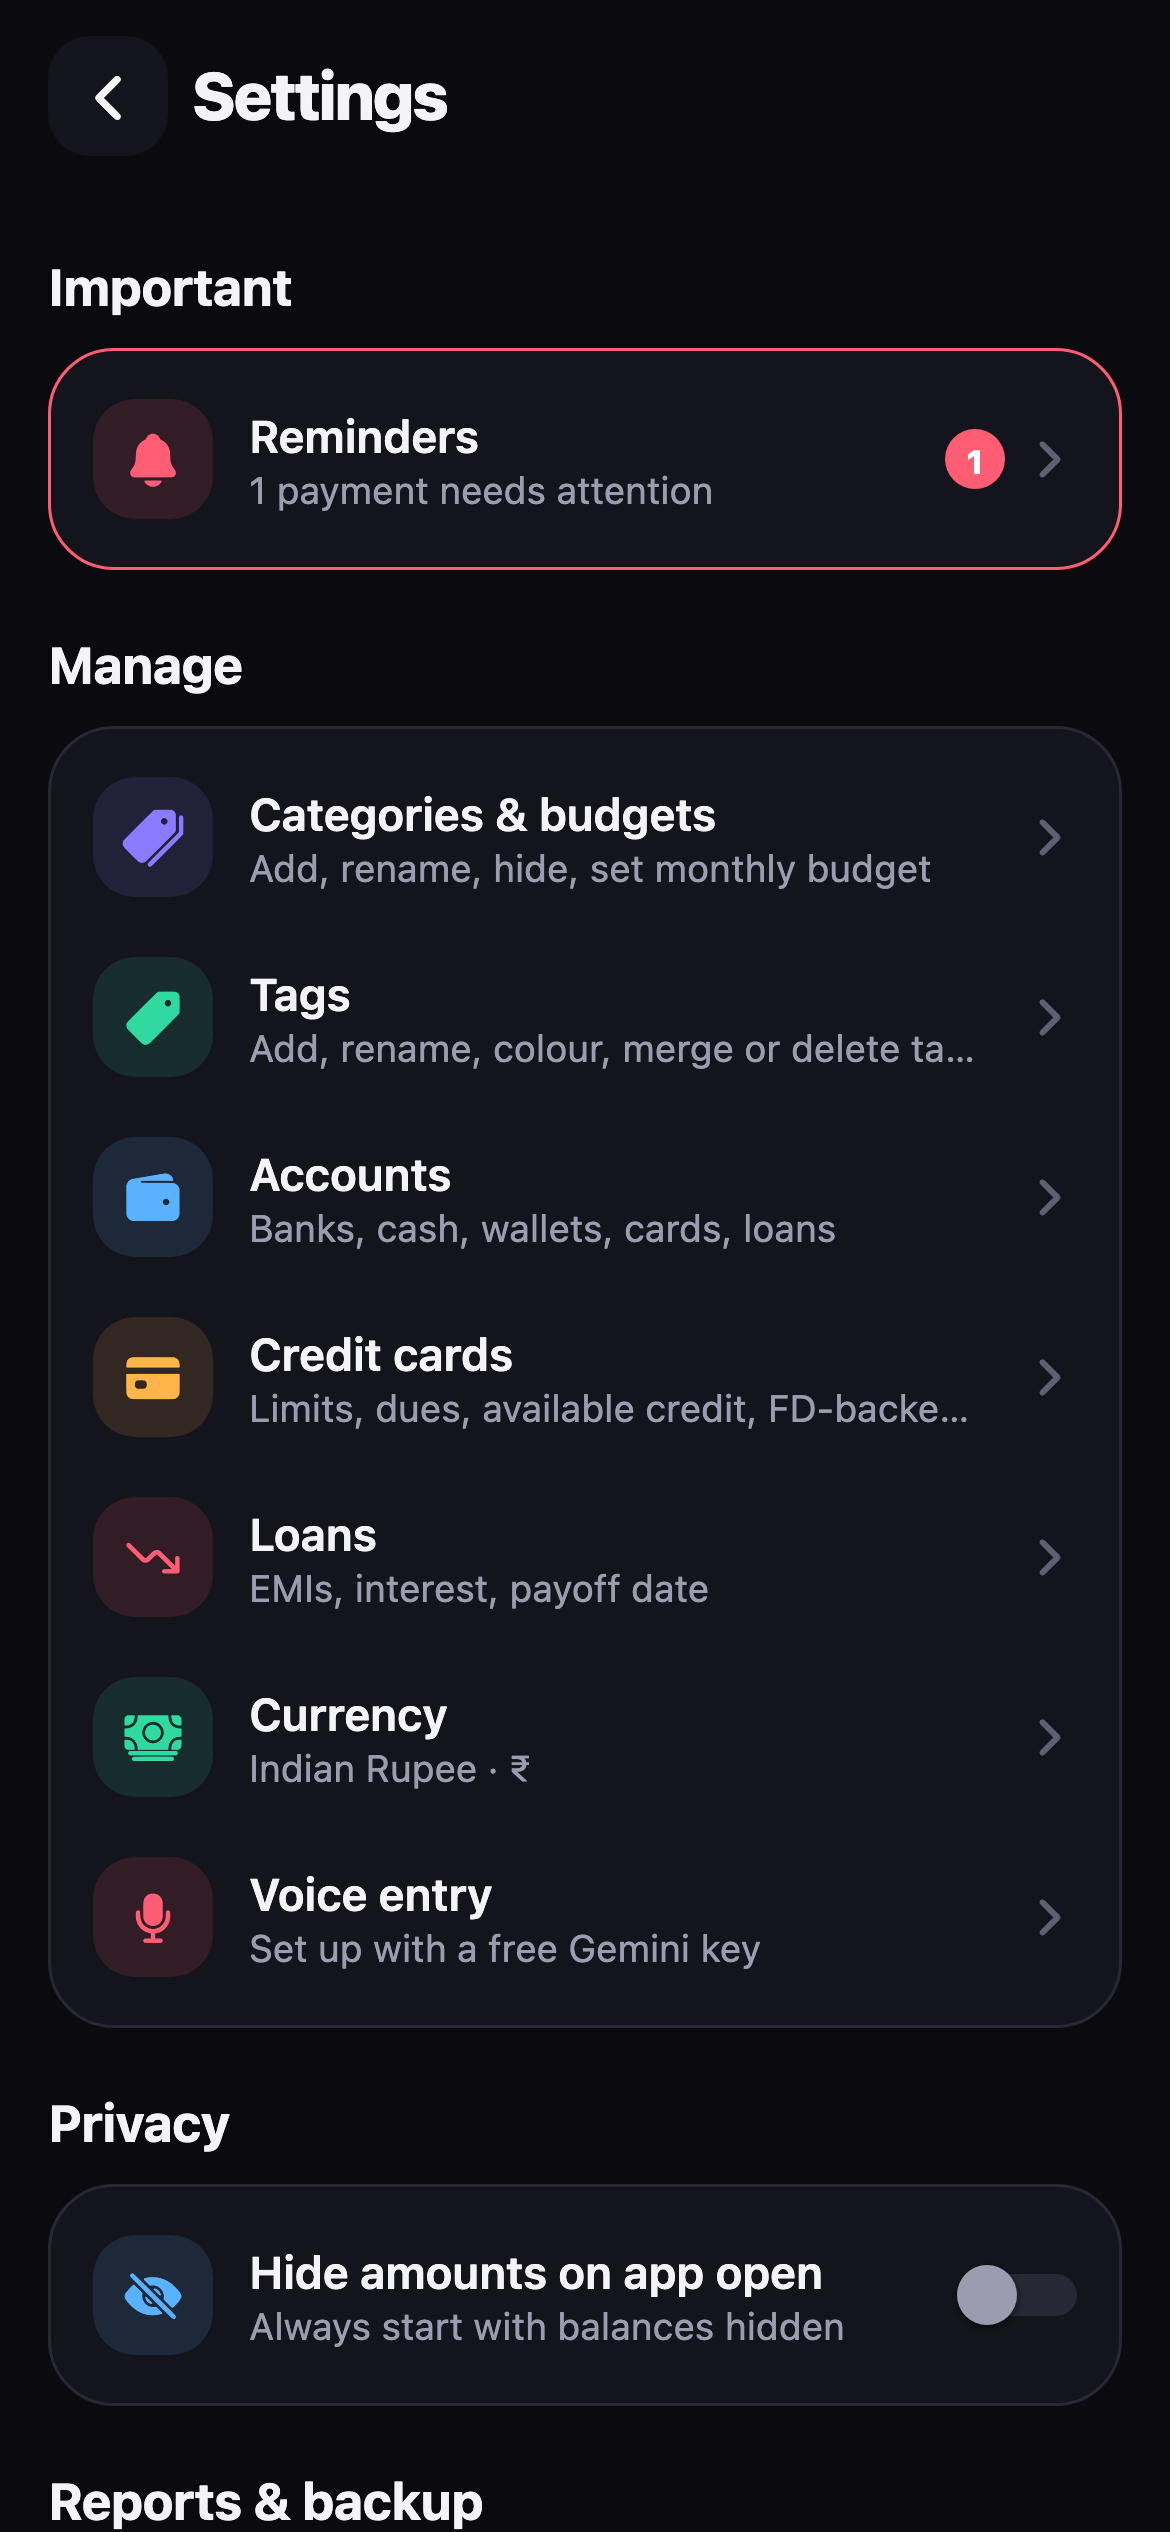 Settings
Important
Reminders
1 payment needs attention
1
Manage
Categories & budgets
Add, rename, hide, set monthly budget
Tags
Add, rename, colour, merge or delete ta...
Accounts
Banks, cash, wallets, cards, loans
Credit cards
Limits, dues, available credit, FD-backe...
Loans
EMIs, interest, payoff date
Currency
Indian Rupee · ₹
Voice entry
Set up with a free Gemini key
Privacy
Hide amounts on app open
Always start with balances hidden
Reports & backup